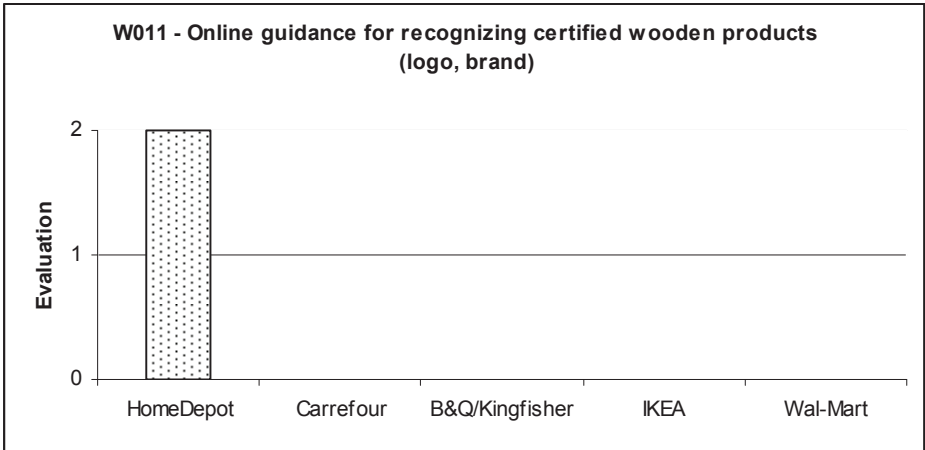 W011 - Online guidance for recognizing certified wooden products
(logo, brand)
2
1
0
Evaluation
HomeDepot Carrefour B&Q/Kingfisher IKEA Wal-Mart